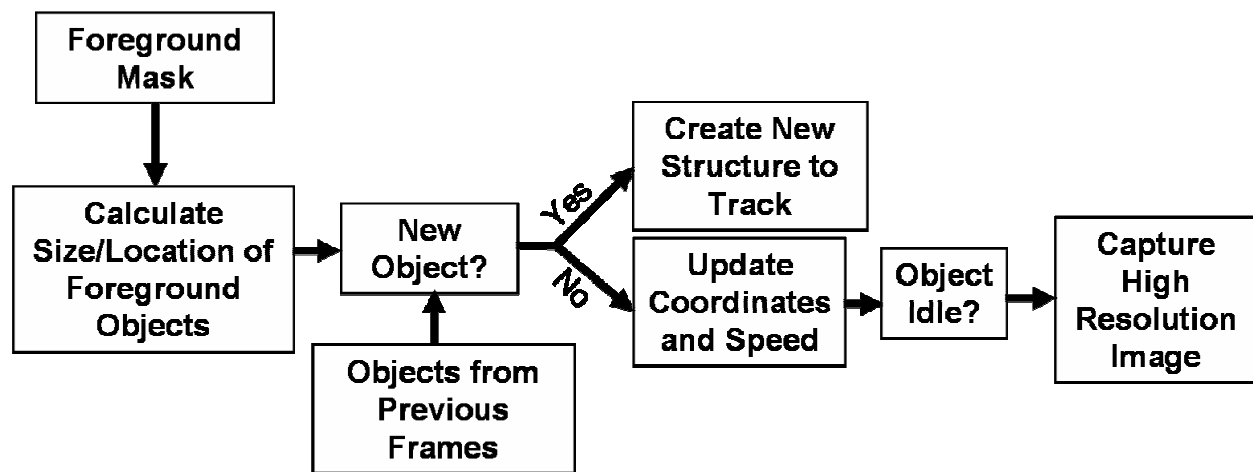 Foreground
Mask
Calculate
Size/Location of
Foreground
Objects
New
Object?
Objects from
Previous
Frames
Yes
No
Create New
Structure to
Track
Update
Coordinates
and Speed
Object
Idle?
Capture
High
Resolution
Image